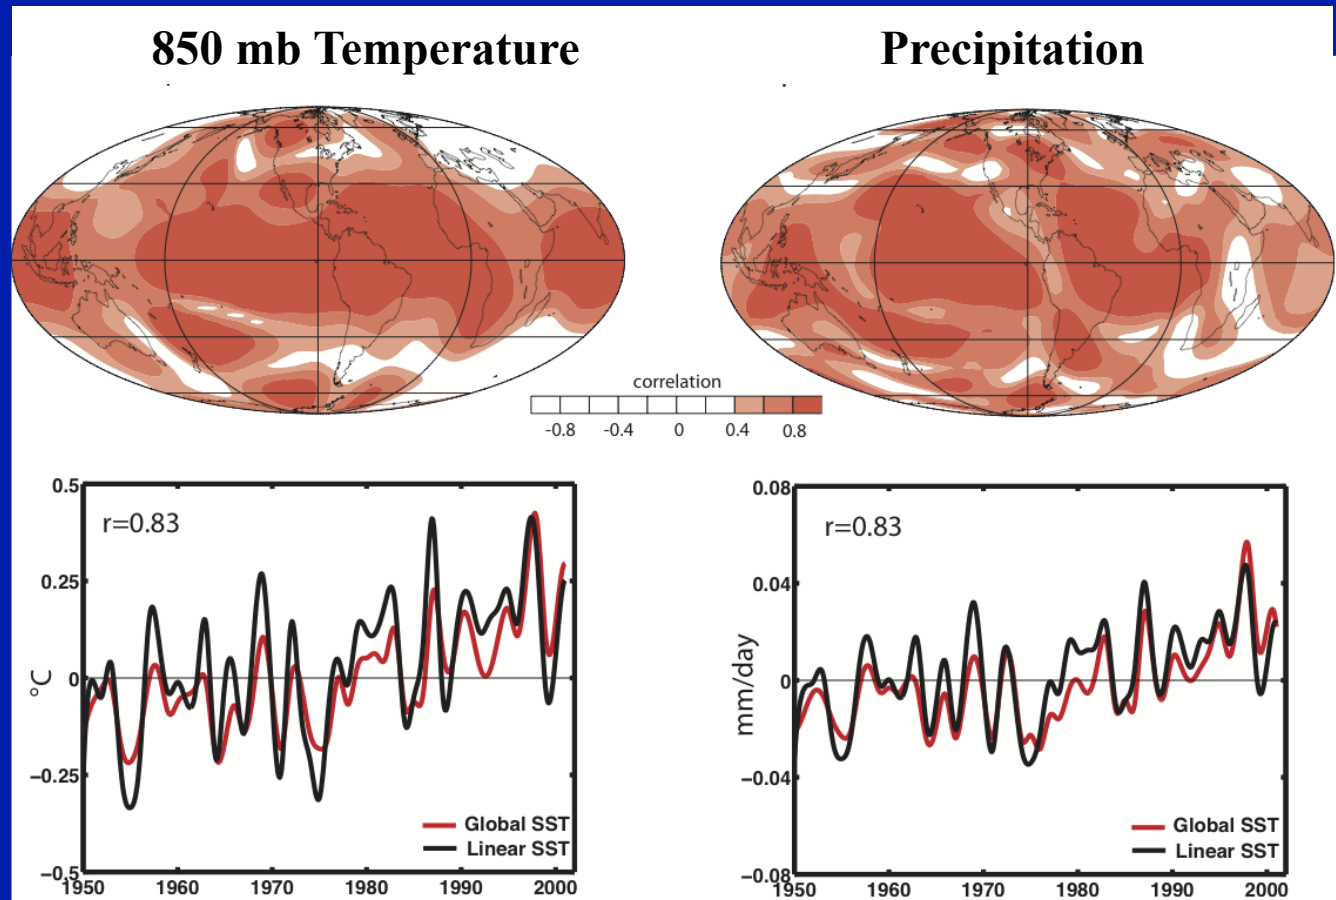 850 mb Temperature
Precipitation
correlation
-0.8 -0.4 0 0.4 0.8
0.5
0.25
0
−0.25
−0.5
°C
r=0.83
Global SST
Linear SST
1950 1960 1970 1980 1990 2000
0.08
0.04
0
−0.04
−0.08
mm/day
r=0.83
Global SST
Linear SST
1950 1960 1970 1980 1990 2000